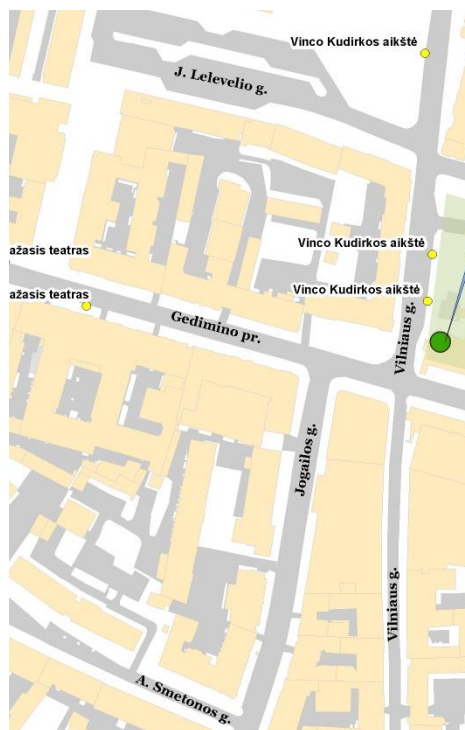 Vinco Kudirkos aikštė
J. Lelevelio g.
Vinco Kudirkos aikštė
ažasis teatras
Vinco Kudirkos aikštė
ažasis teatras
Gedimino pr.
Vilniaus g.
Jogailos g.
Vilniaus g.
A. Smetonos g.